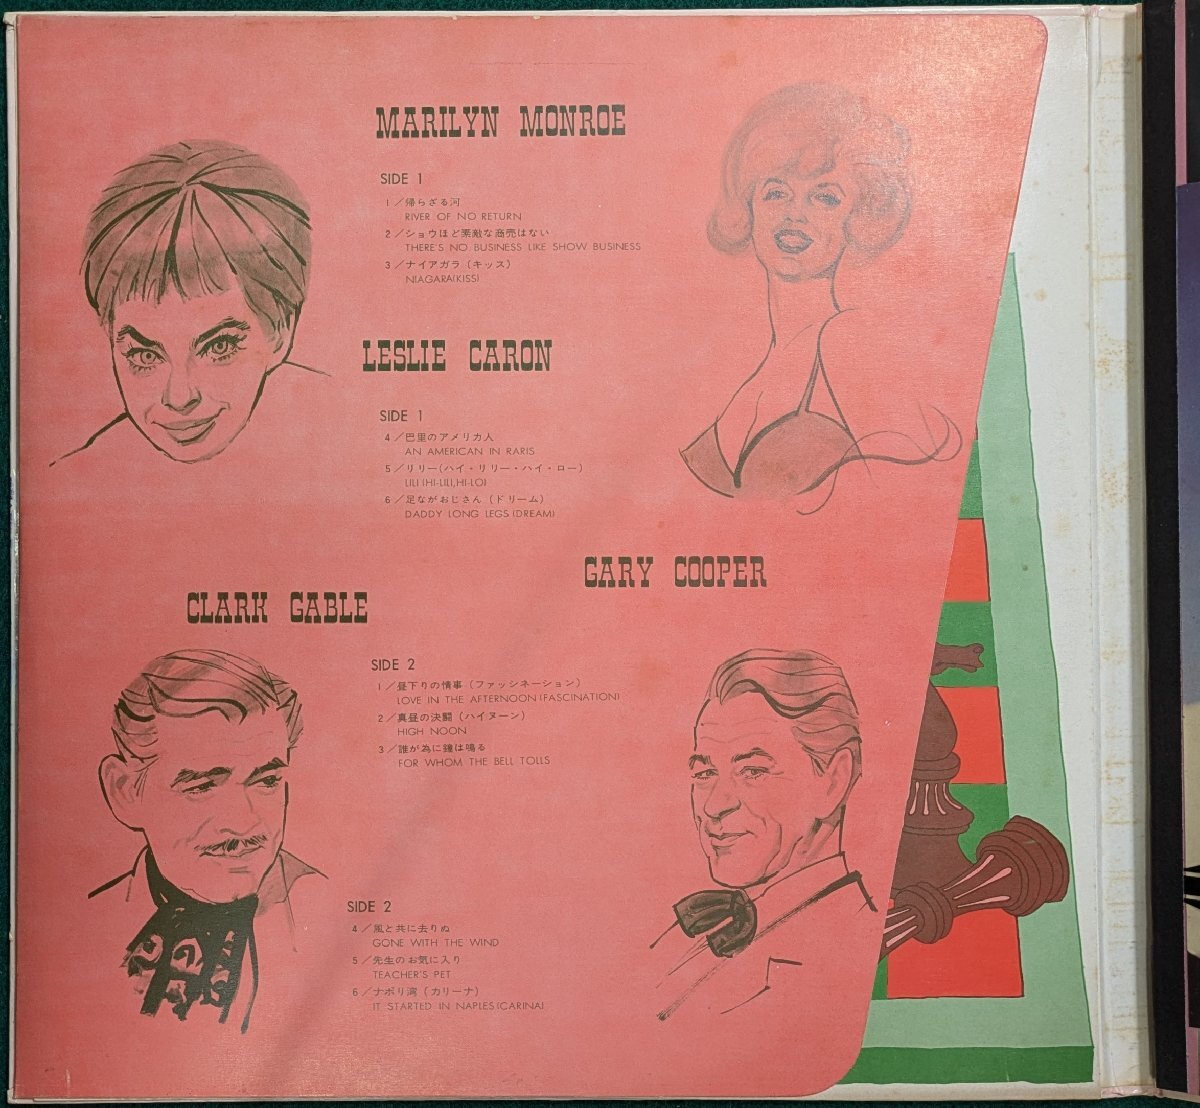 MARILYN MONROE
SIDE 1
1／帰らざる河
RIVER OF NO RETURN
2／ショウほど素敵な商売はない
THERE'S NO BUSINESS LIKE SHOW BUSINESS
3／ナイアガラ（キッス）
NIAGARA(KISS)
LESLIE CARON
SIDE 1
4／巴里のアメリカ人
AN AMERICAN IN RARIS
5／リリー（ハイ・リリー・ハイ・ロー）
LILI (HI-LILI, HI-LO)
6／足ながおじさん（ドリーム）
DADDY LONG LEGS (DREAM)
GARY COOPER
CLARK GABLE
SIDE 2
1／昼下りの情事（ファッシネーション）
LOVE IN THE AFTERNOON (FASCINATION)
2／真昼の決闘（ハイヌーン）
HIGH NOON
3／誰が為に鐘は鳴る
FOR WHOM THE BELL TOLLS
SIDE 2
4／風と共に去りぬ
GONE WITH THE WIND
5／先生のお気に入り
TEACHER'S PET
6／ナポリ湾（カリーナ）
IT STARTED IN NAPLES (CARINA)